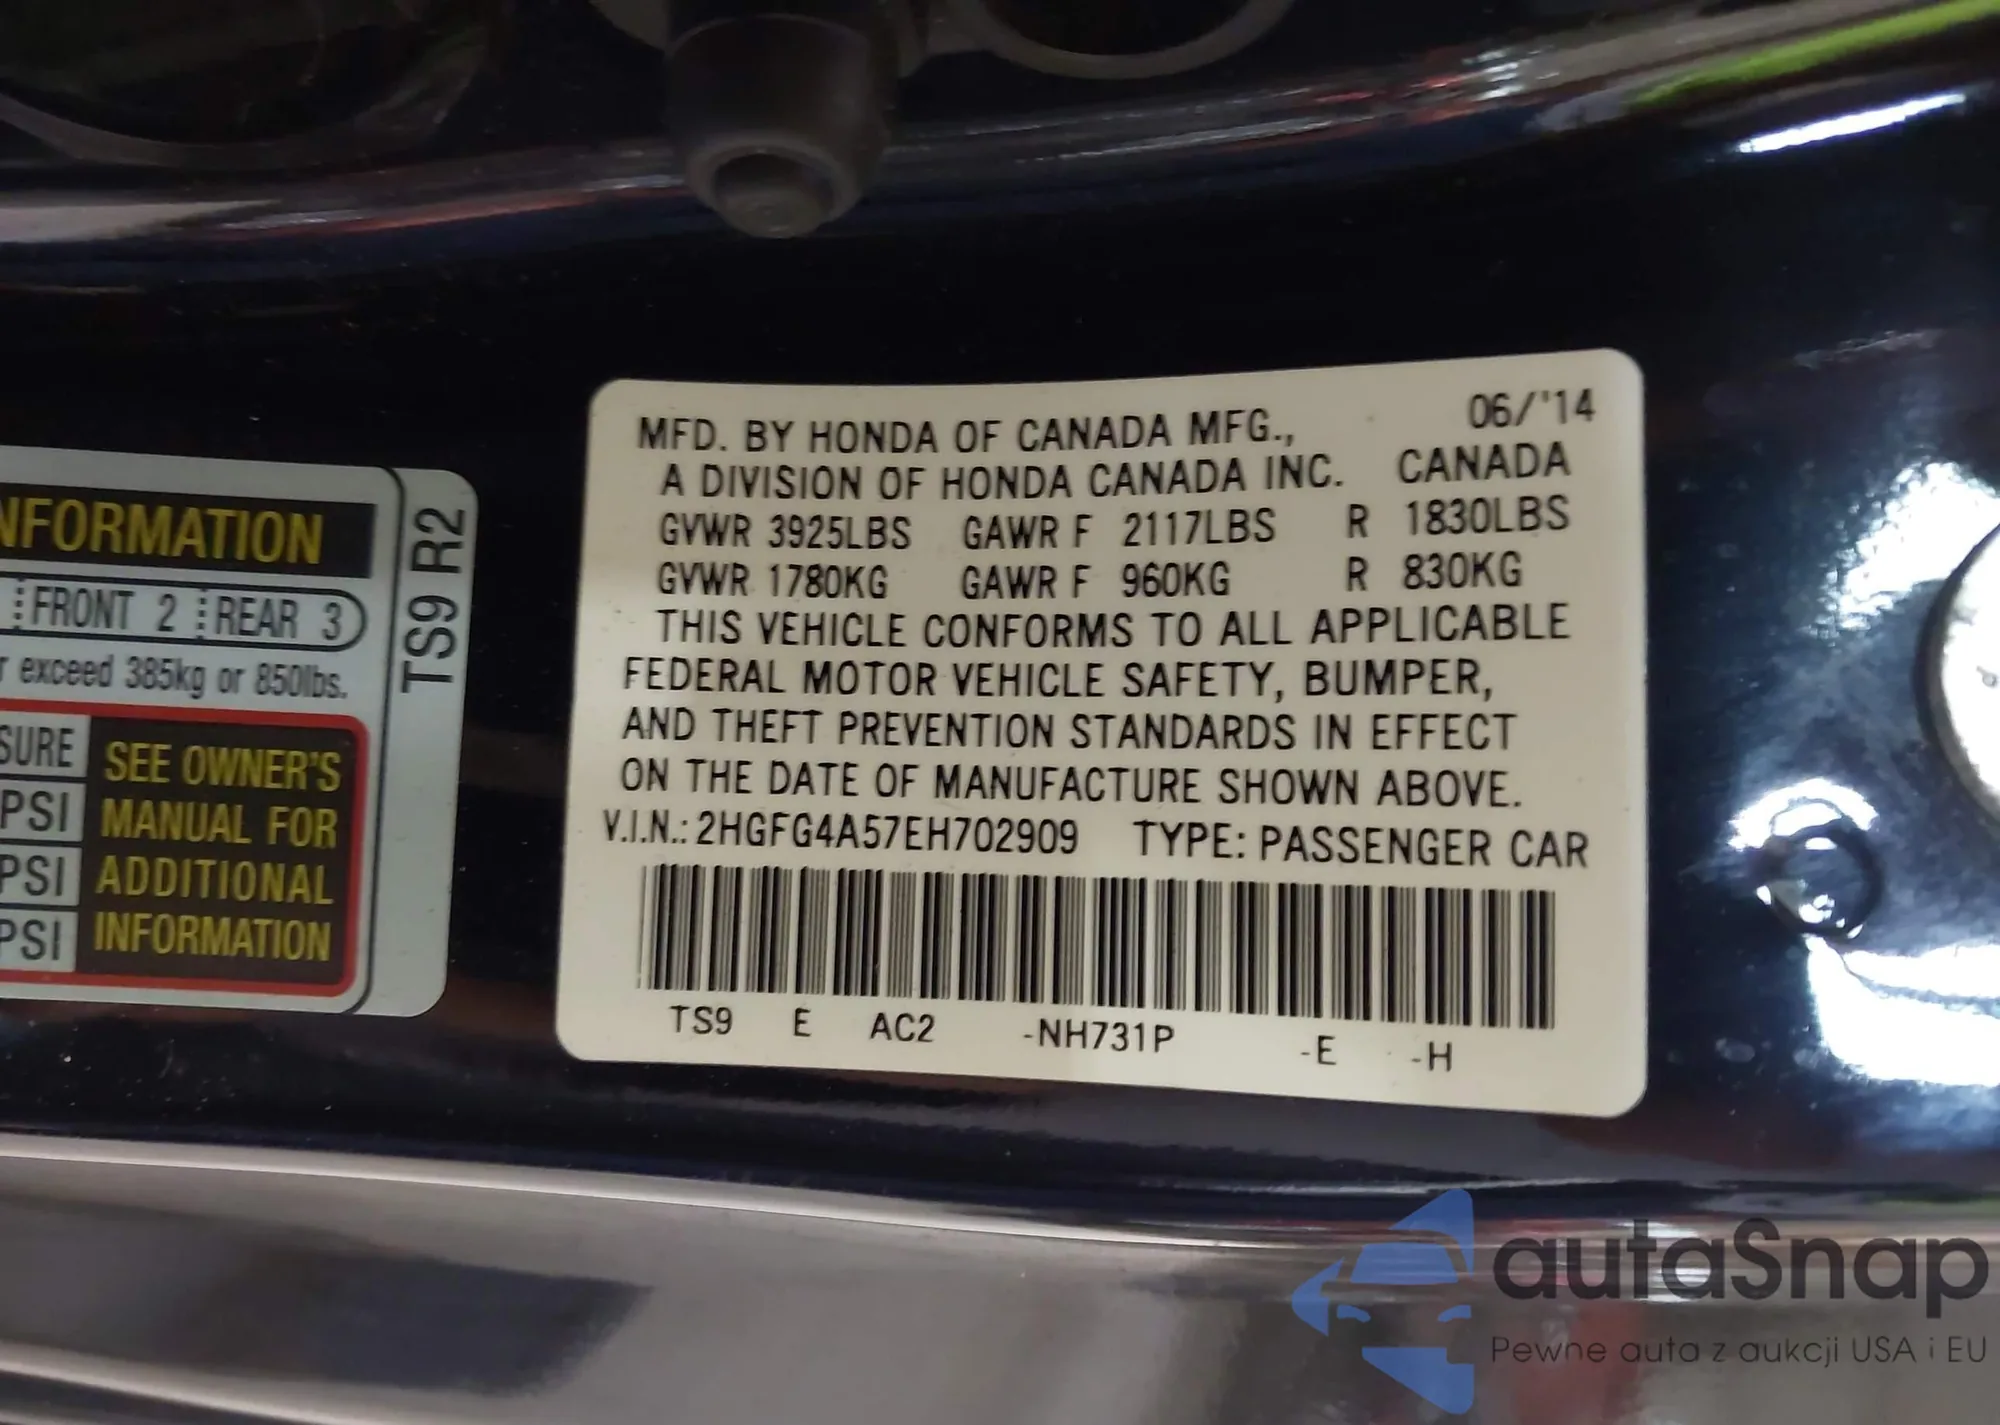 NFORMATION
FRONT 2 REAR 3
exceed 385kg or 850lbs.
SURE
PSI
PSI
PSI
SEE OWNER'S
MANUAL FOR
ADDITIONAL
INFORMATION
TS9 R2
06/'14
MFD. BY HONDA OF CANADA MFG.,
A DIVISION OF HONDA CANADA INC. CANADA
GVWR 3925LBS GAWR F 2117LBS R 1830LBS
GVWR 1780KG GAWR F 960KG R 830KG
THIS VEHICLE CONFORMS TO ALL APPLICABLE
FEDERAL MOTOR VEHICLE SAFETY, BUMPER,
AND THEFT PREVENTION STANDARDS IN EFFECT
ON THE DATE OF MANUFACTURE SHOWN ABOVE.
V.I.N.: 2HGFG4A57EH702909 TYPE: PASSENGER CAR
TS9 E AC2 -NH731P -E -H
autaSnap
Pewne auta z aukcji USA i EU